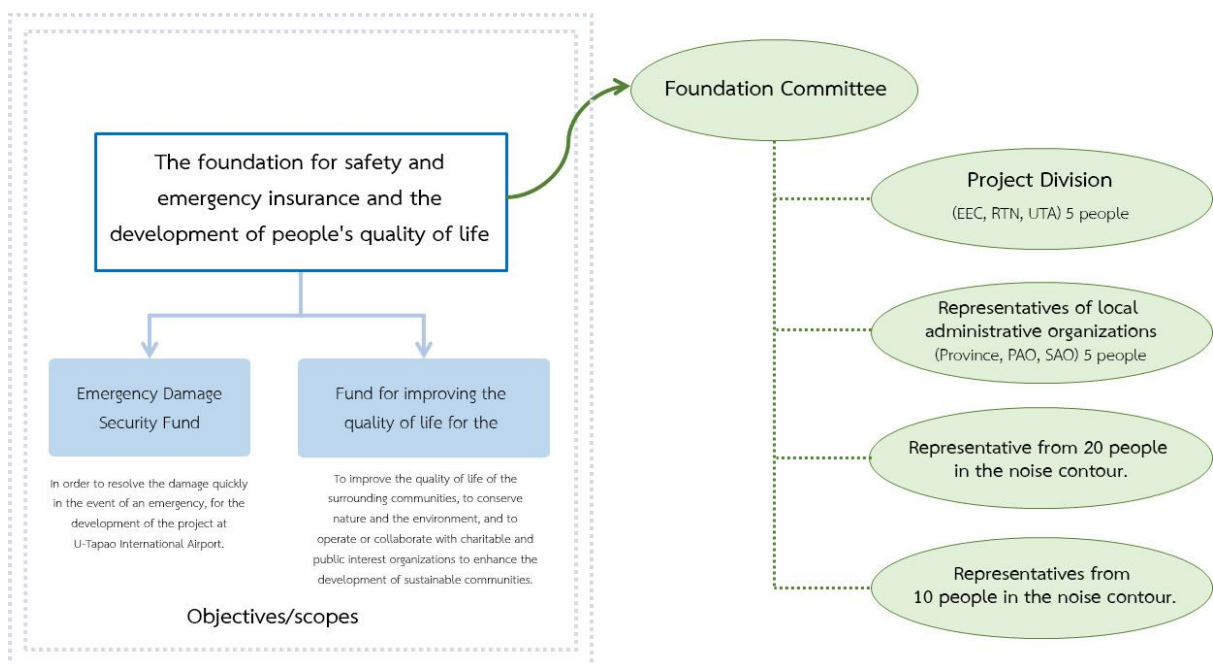 The foundation for safety and
emergency insurance and the
development of people's quality of life
Emergency Damage
Security Fund
In order to resolve the damage quickly
in the event of an emergency, for the
development of the project at
U-Tapao International Airport.
Fund for improving the
quality of life for the
To improve the quality of life of the
surrounding communities, to conserve
nature and the environment, and to
operate or collaborate with charitable and
public interest organizations to enhance the
development of sustainable communities.
Objectives/scopes
Foundation Committee
Project Division
(EEC, RTN, UTA) 5 people
Representatives of local
administrative organizations
(Province, PAO, SAO) 5 people
Representative from 20 people
in the noise contour.
Representatives from
10 people in the noise contour.